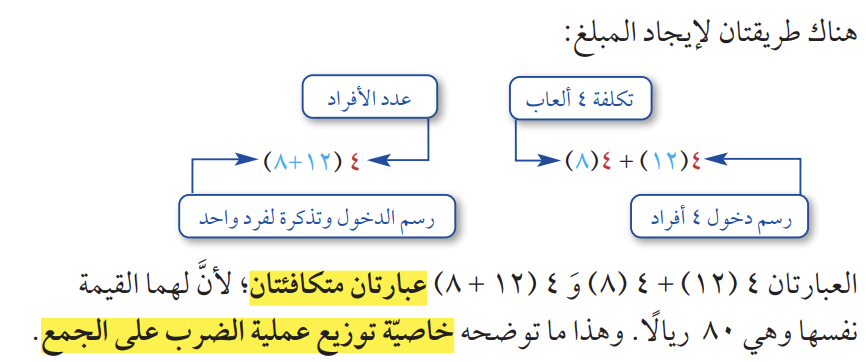 هناك طريقتان لإيجاد المبلغ:
تكلفة ٤ ألعاب
عدد الأفراد
٤(١٢) + ٤(٨)
٤ (١٢+٨)
رسم دخول ٤ أفراد
رسم الدخول وتذكرة لفرد واحد
العبارتان ٤ (١٢) + ٤ (٨) وَ ٤ (١٢ + ٨) عبارتان متكافئتان؛ لأنَّ لهما القيمة
نفسها وهي ٨٠ ريالًا. وهذا ما توضحه خاصيّة توزيع عملية الضرب على الجمع.